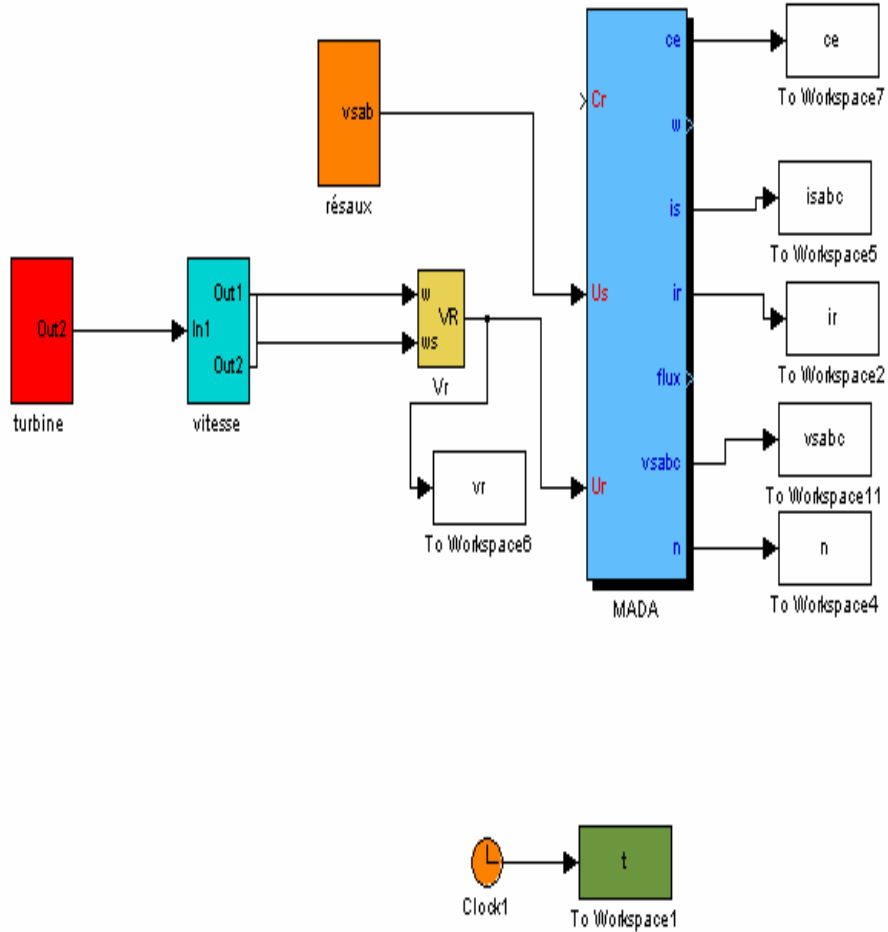 ce
To Workspace7
vsab
résaux
Cr
w
is
isabc
To Workspace5
Out2
turbine
In1
Out1
Out2
vitesse
w
ws
VR
Vr
Us
ir
ir
To Workspace2
flux
vr
To Workspace6
Ur
vsabc
vsabc
To Workspace11
n
n
To Workspace4
ce
MADA
Clock1
t
To Workspace1